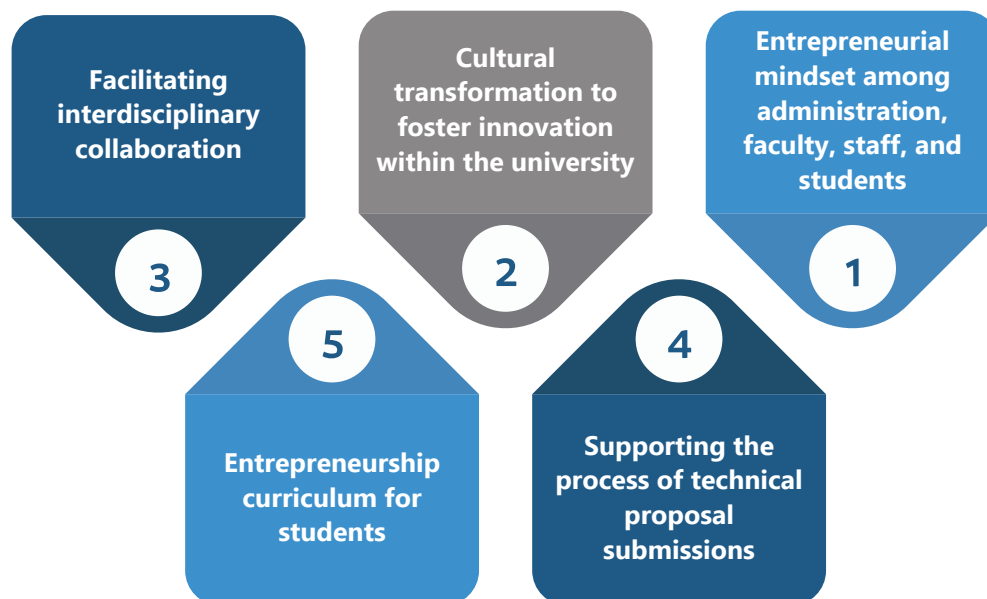 Entrepreneurial
mindset among
administration,
faculty, staff, and
students
1
Cultural
transformation to
foster innovation
within the university
2
Facilitating
interdisciplinary
collaboration
3
4
Supporting the
process of technical
proposal
submissions
5
Entrepreneurship
curriculum for
students